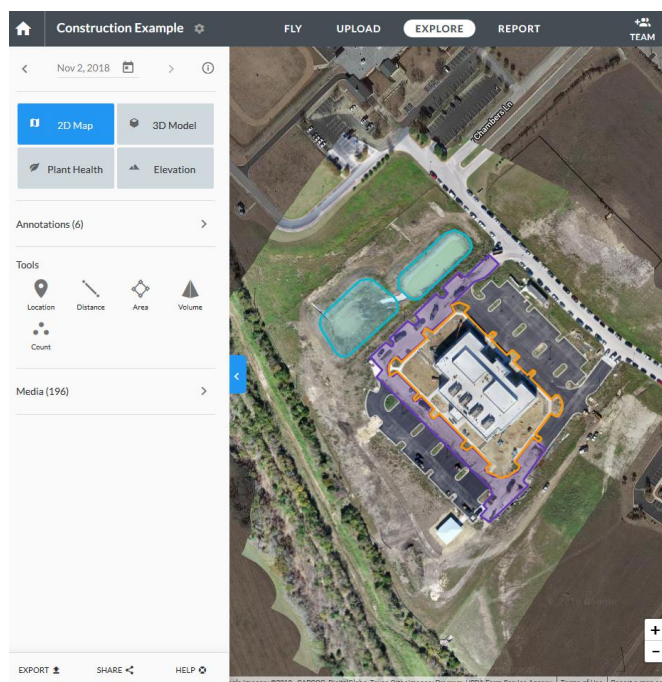 Construction Example
FLY UPLOAD EXPLORE REPORT
TEAM
Nov 2, 2018
2D Map 3D Model
Plant Health Elevation
Annotations (6)
Tools
Location Distance Area Volume
Count
Media (196)
Chambers Ln
+
−
EXPORT SHARE HELP